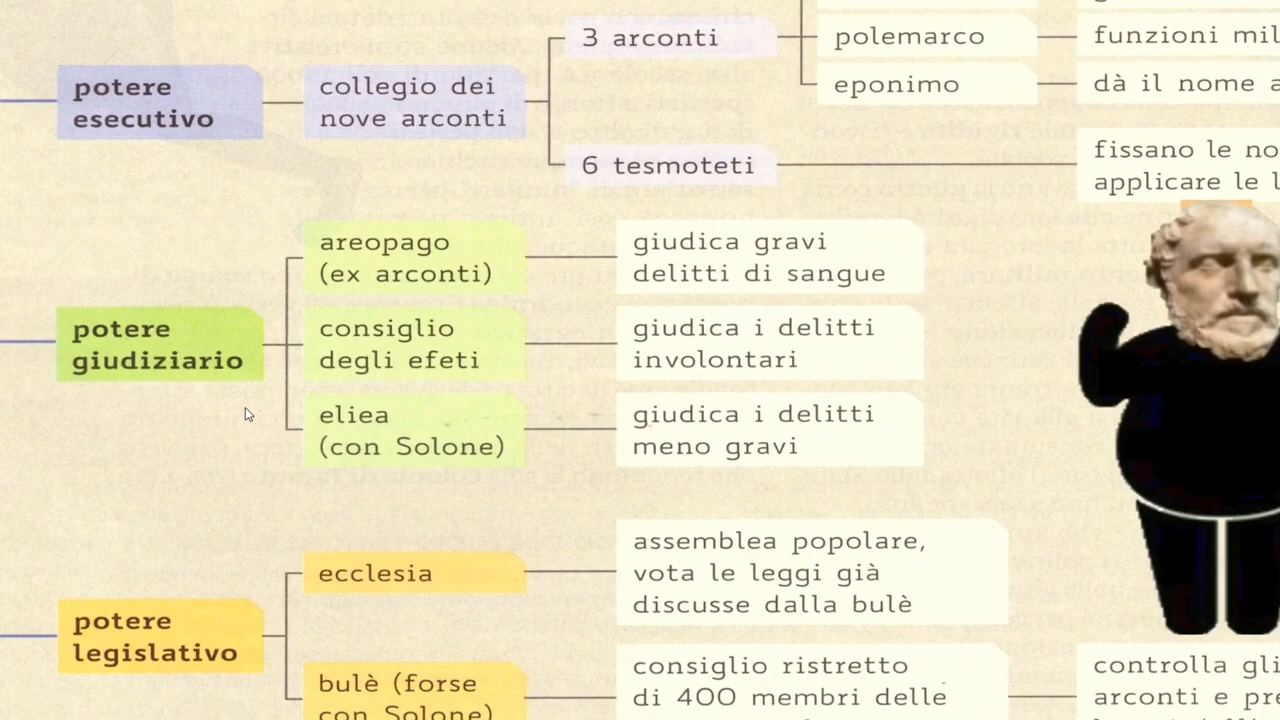 3 arconti
polemarco
funzioni mil
eponimo
dà il nome a
potere
esecutivo
collegio dei
nove arconti
6 tesmoteti
fissano le no
applicare le l
areopago
(ex arconti)
giudica gravi
delitti di sangue
potere
giudiziario
consiglio
degli efeti
giudica i delitti
involontari
eliea
(con Solone)
giudica i delitti
meno gravi
ecclesia
assemblea popolare,
vota le leggi già
discusse dalla bulè
potere
legislativo
bulè (forse
con Solone)
consiglio ristretto
di 400 membri delle
controlla gli
arconti e pr